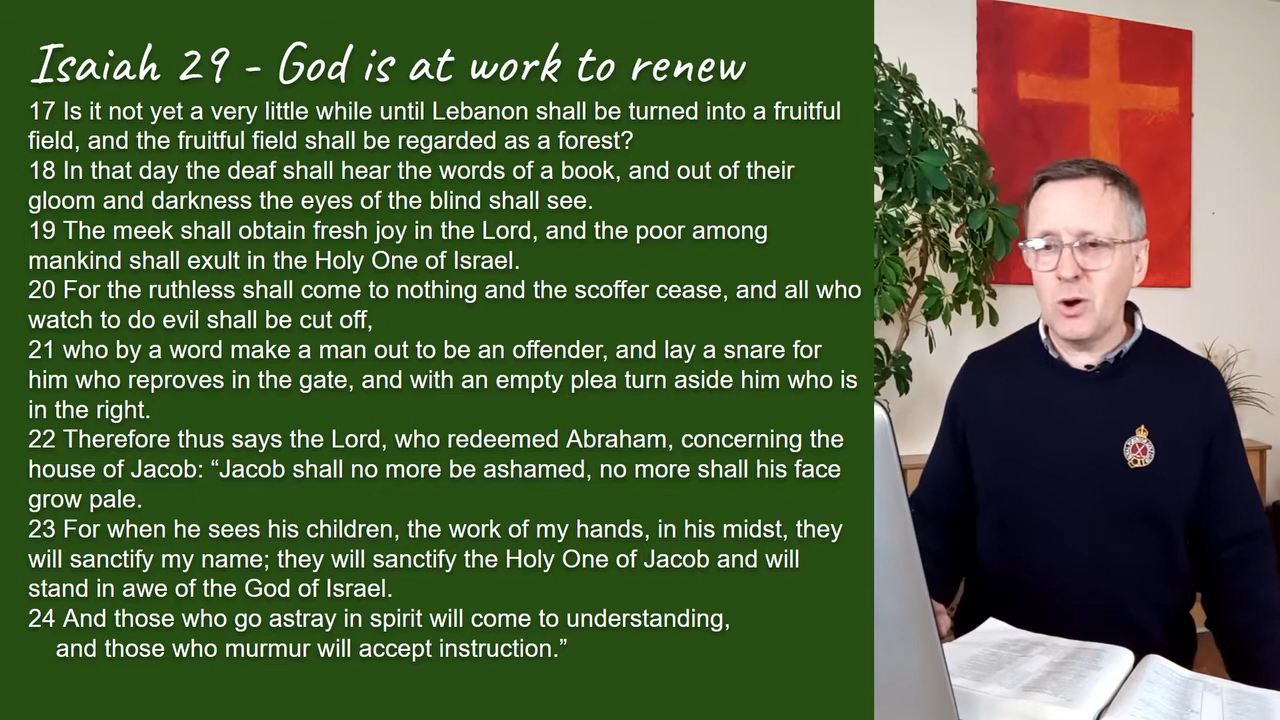 Isaiah 29 - God is at work to renew
17 Is it not yet a very little while until Lebanon shall be turned into a fruitful
field, and the fruitful field shall be regarded as a forest?
18 In that day the deaf shall hear the words of a book, and out of their
gloom and darkness the eyes of the blind shall see.
19 The meek shall obtain fresh joy in the Lord, and the poor among
mankind shall exult in the Holy One of Israel.
20 For the ruthless shall come to nothing and the scoffer cease, and all who
watch to do evil shall be cut off,
21 who by a word make a man out to be an offender, and lay a snare for
him who reproves in the gate, and with an empty plea turn aside him who is
in the right.
22 Therefore thus says the Lord, who redeemed Abraham, concerning the
house of Jacob: “Jacob shall no more be ashamed, no more shall his face
grow pale.
23 For when he sees his children, the work of my hands, in his midst, they
will sanctify my name; they will sanctify the Holy One of Jacob and will
stand in awe of the God of Israel.
24 And those who go astray in spirit will come to understanding,
and those who murmur will accept instruction.”